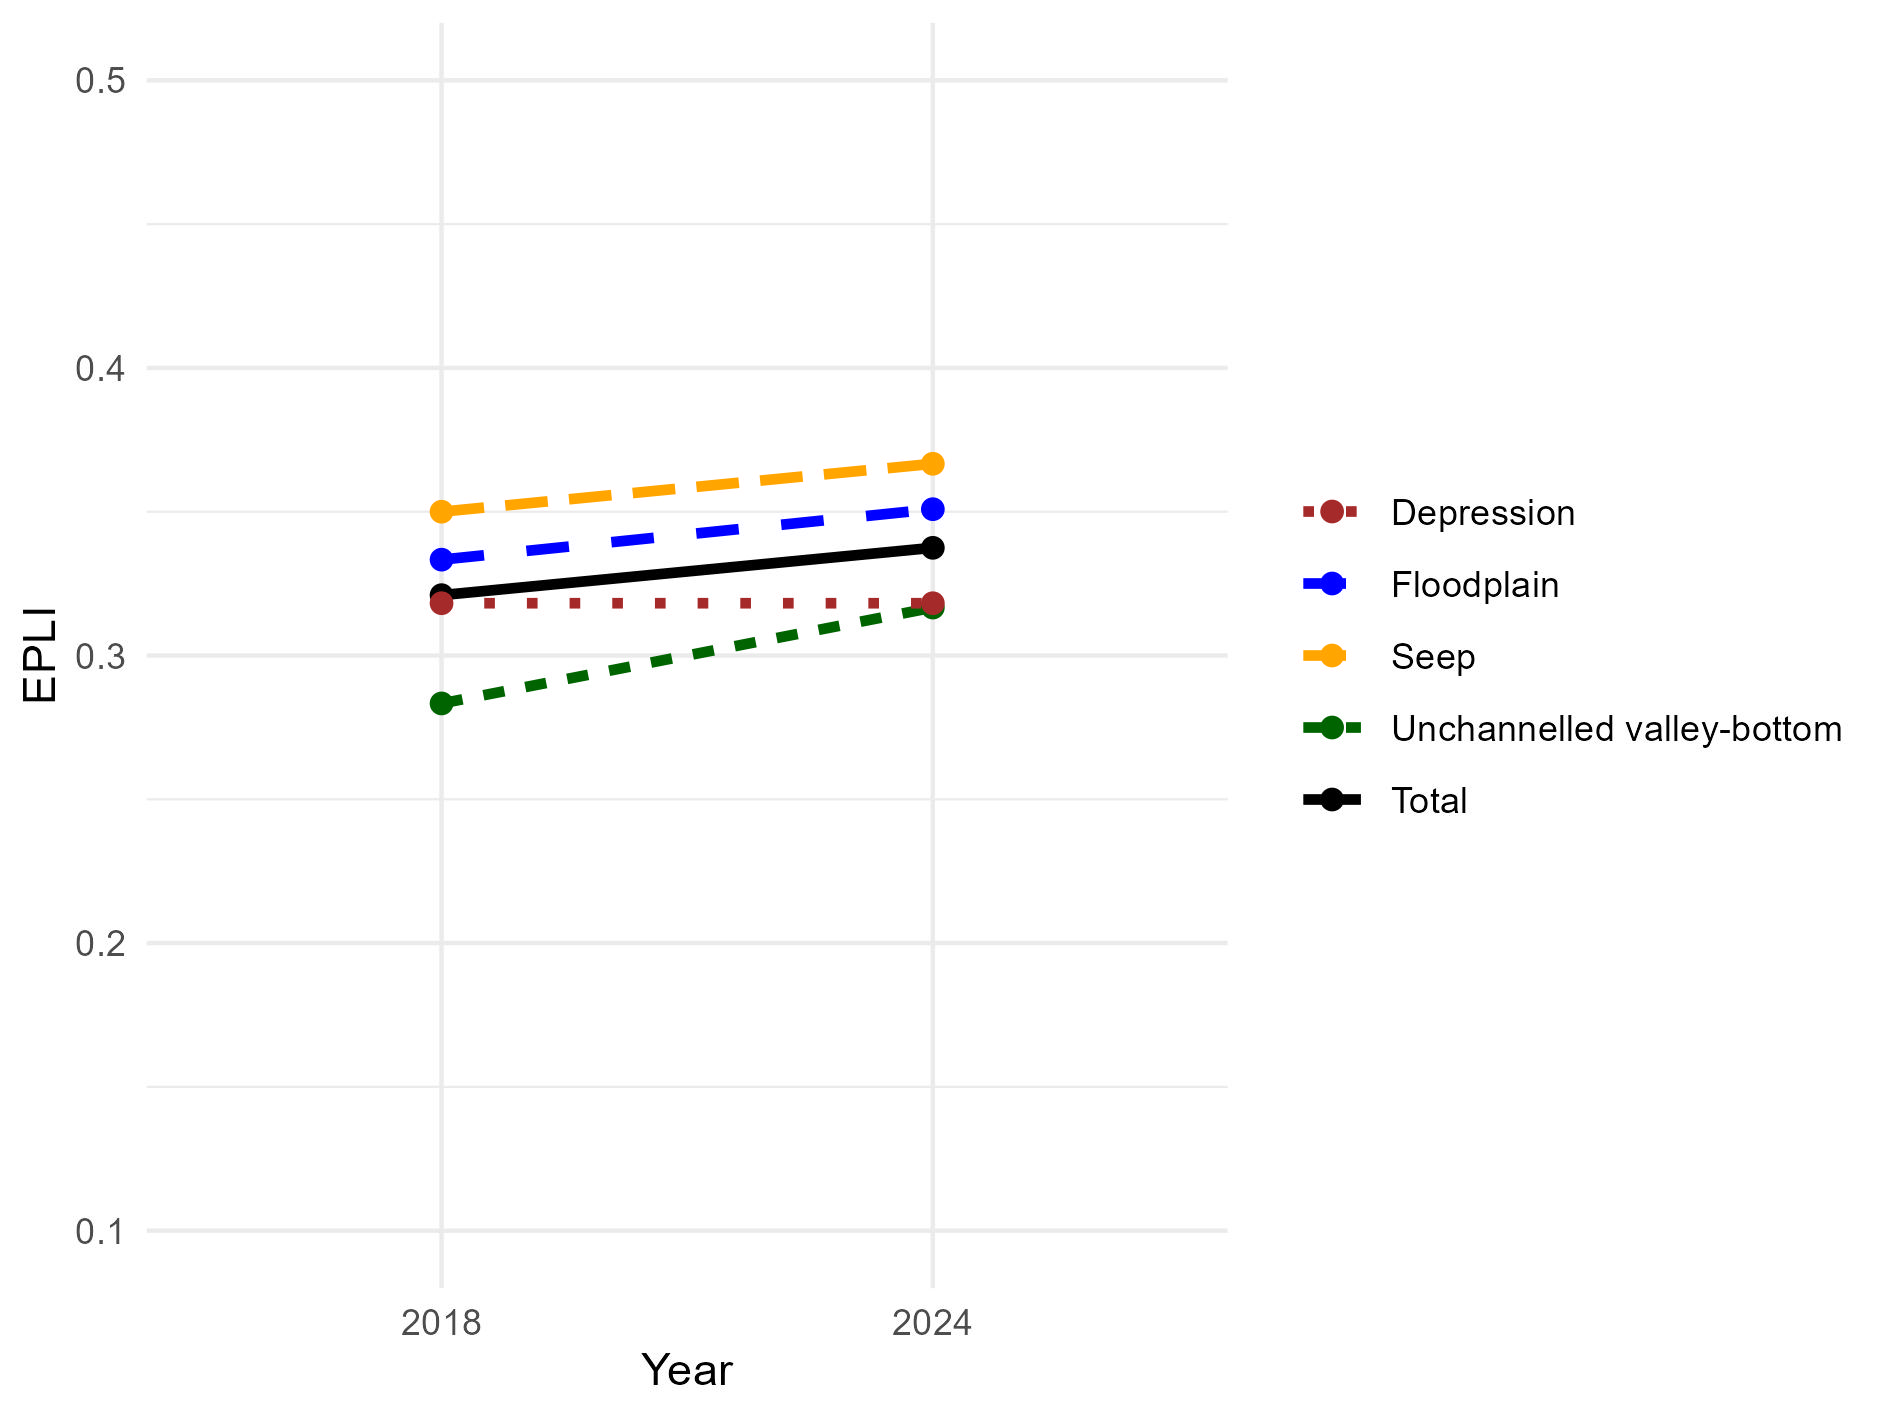 0.5
0.4
0.3
0.2
0.1
EPLI
2018
2024
Year
Depression
Floodplain
Seep
Unchannelled valley-bottom
Total